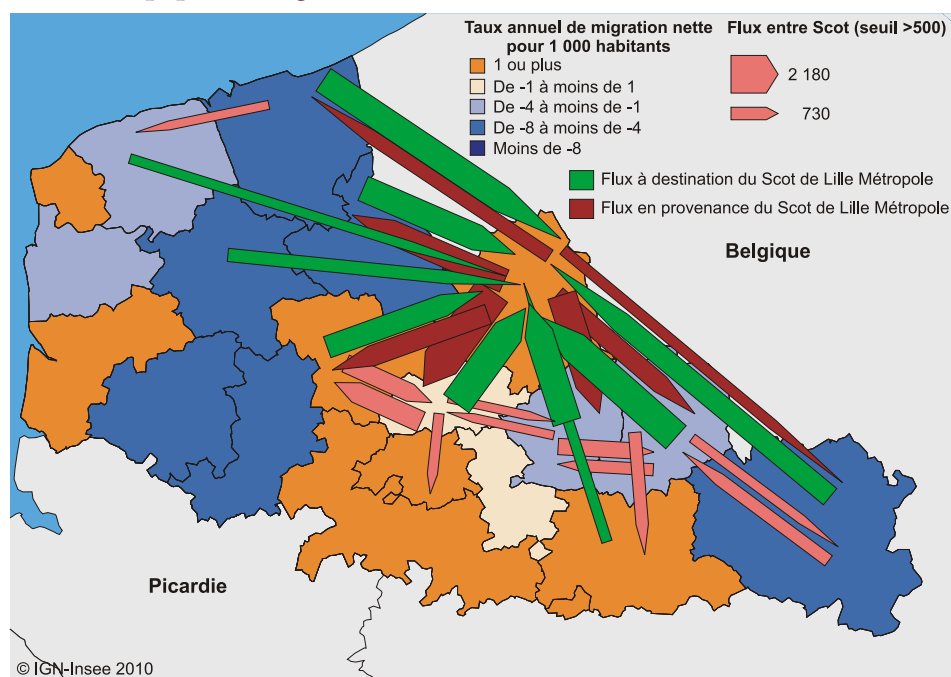 Taux annuel de migration nette
pour 1 000 habitants
1 ou plus
De -1 à moins de 1
De -4 à moins de -1
De -8 à moins de -4
Moins de -8
Flux entre Scot (seuil >500)
2 180
730
Flux à destination du Scot de Lille Métropole
Flux en provenance du Scot de Lille Métropole
Belgique
Picardie
© IGN-Insee 2010